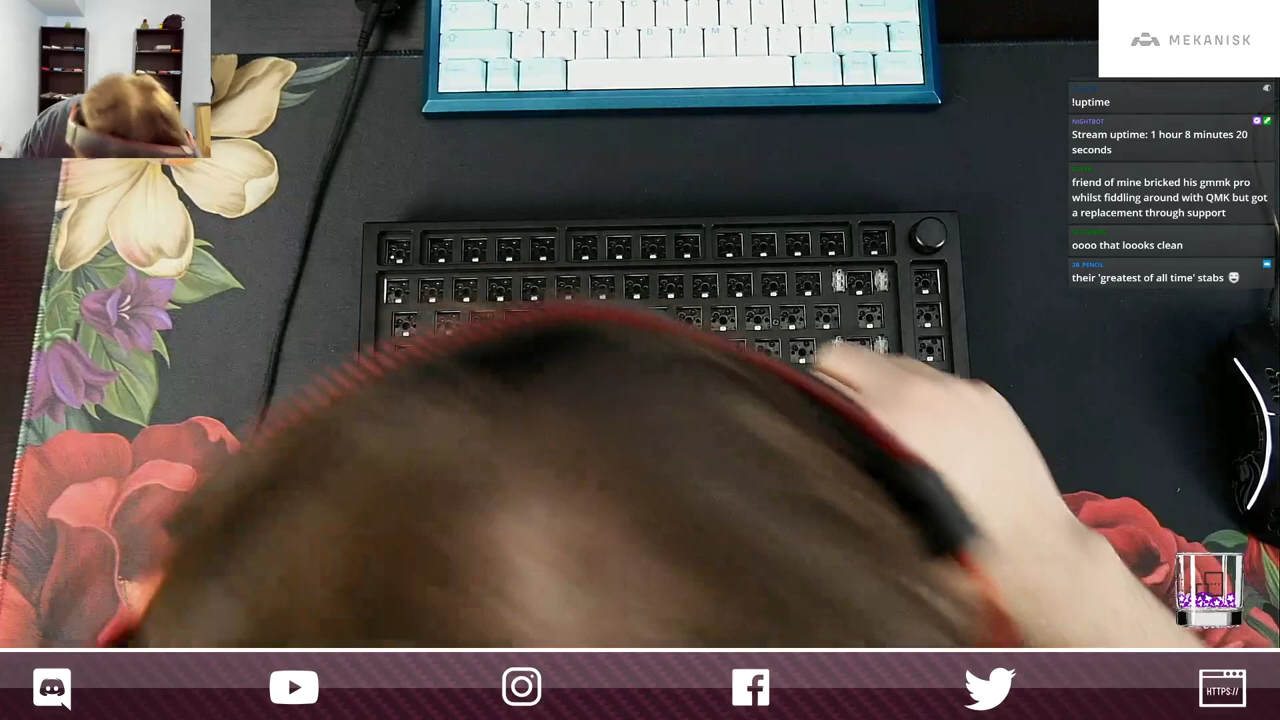 A S D F G H J K L
Z X C V B N M
MEKANISK
!uptime
NIGHTBOT
Stream uptime: 1 hour 8 minutes 20
seconds
friend of mine bricked his gmmk pro
whilst fiddling around with QMK but got
a replacement through support
oooo that loooks clean
2B_PENCIL
their 'greatest of all time' stabs
HTTPS://